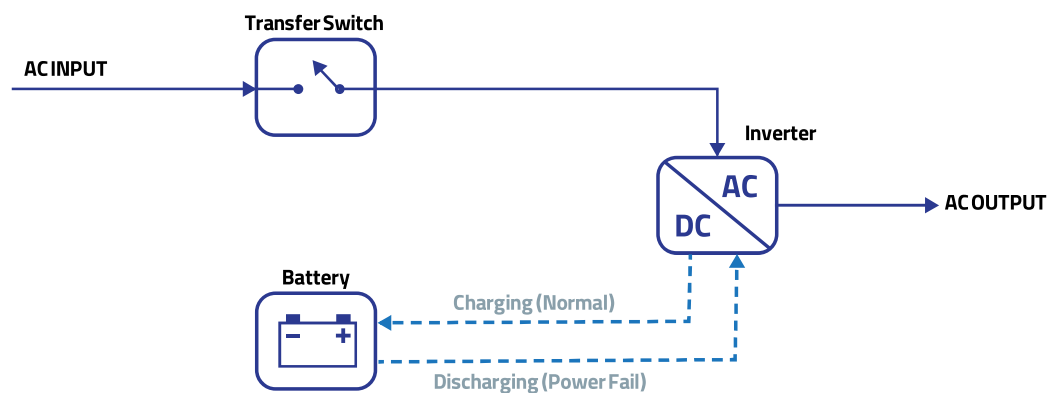 Transfer Switch
AC INPUT
Inverter
AC
DC
AC OUTPUT
Battery
Charging (Normal)
Discharging (Power Fail)